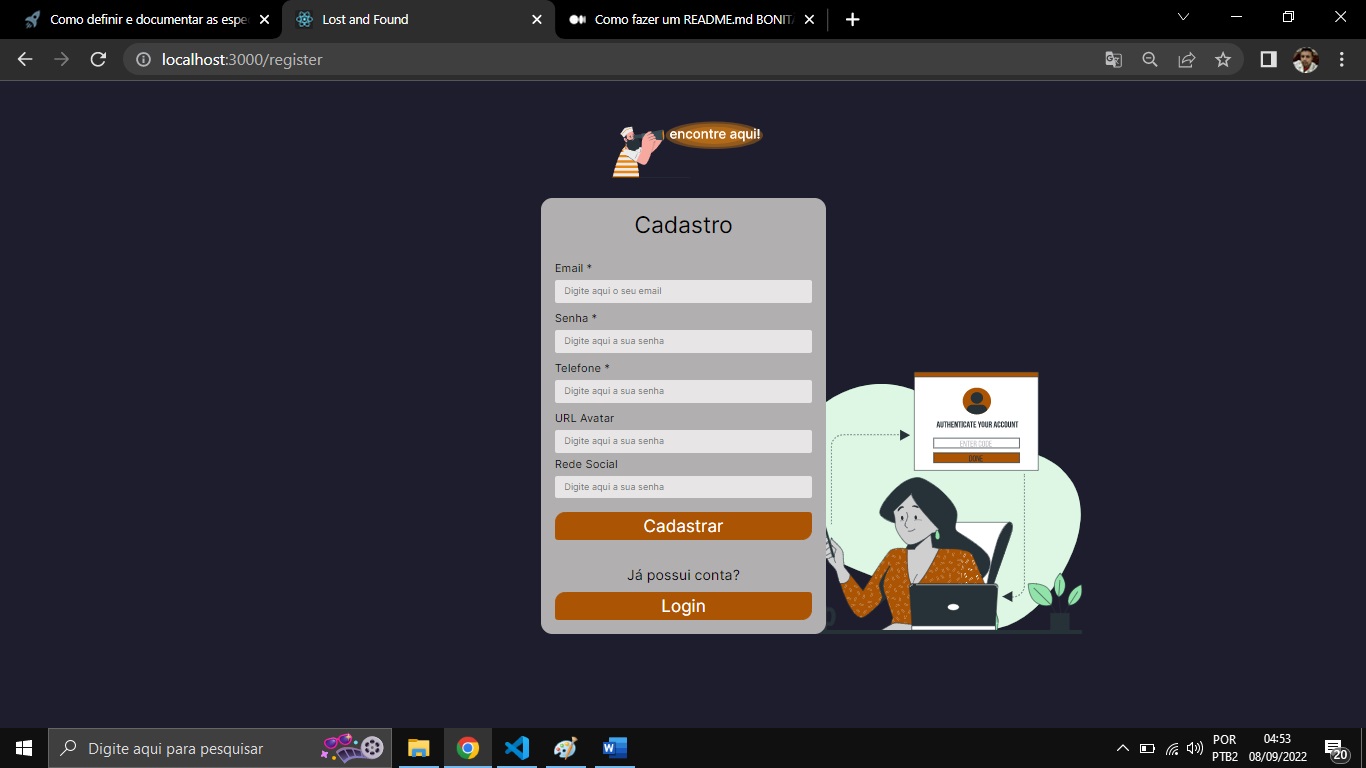 Como definir e documentar as espe
Lost and Found
Como fazer um README.md BONIT
localhost:3000/register
encontre aqui!
Cadastro
Email *
Digite aqui o seu email
Senha *
Digite aqui a sua senha
Telefone *
Digite aqui a sua senha
URL Avatar
Digite aqui a sua senha
Rede Social
Digite aqui a sua senha
Cadastrar
Já possui conta?
Login
AUTHENTICATE YOUR ACCOUNT
ENTER CODE
DONE
Digite aqui para pesquisar
POR
PTB2
04:53
08/09/2022
20